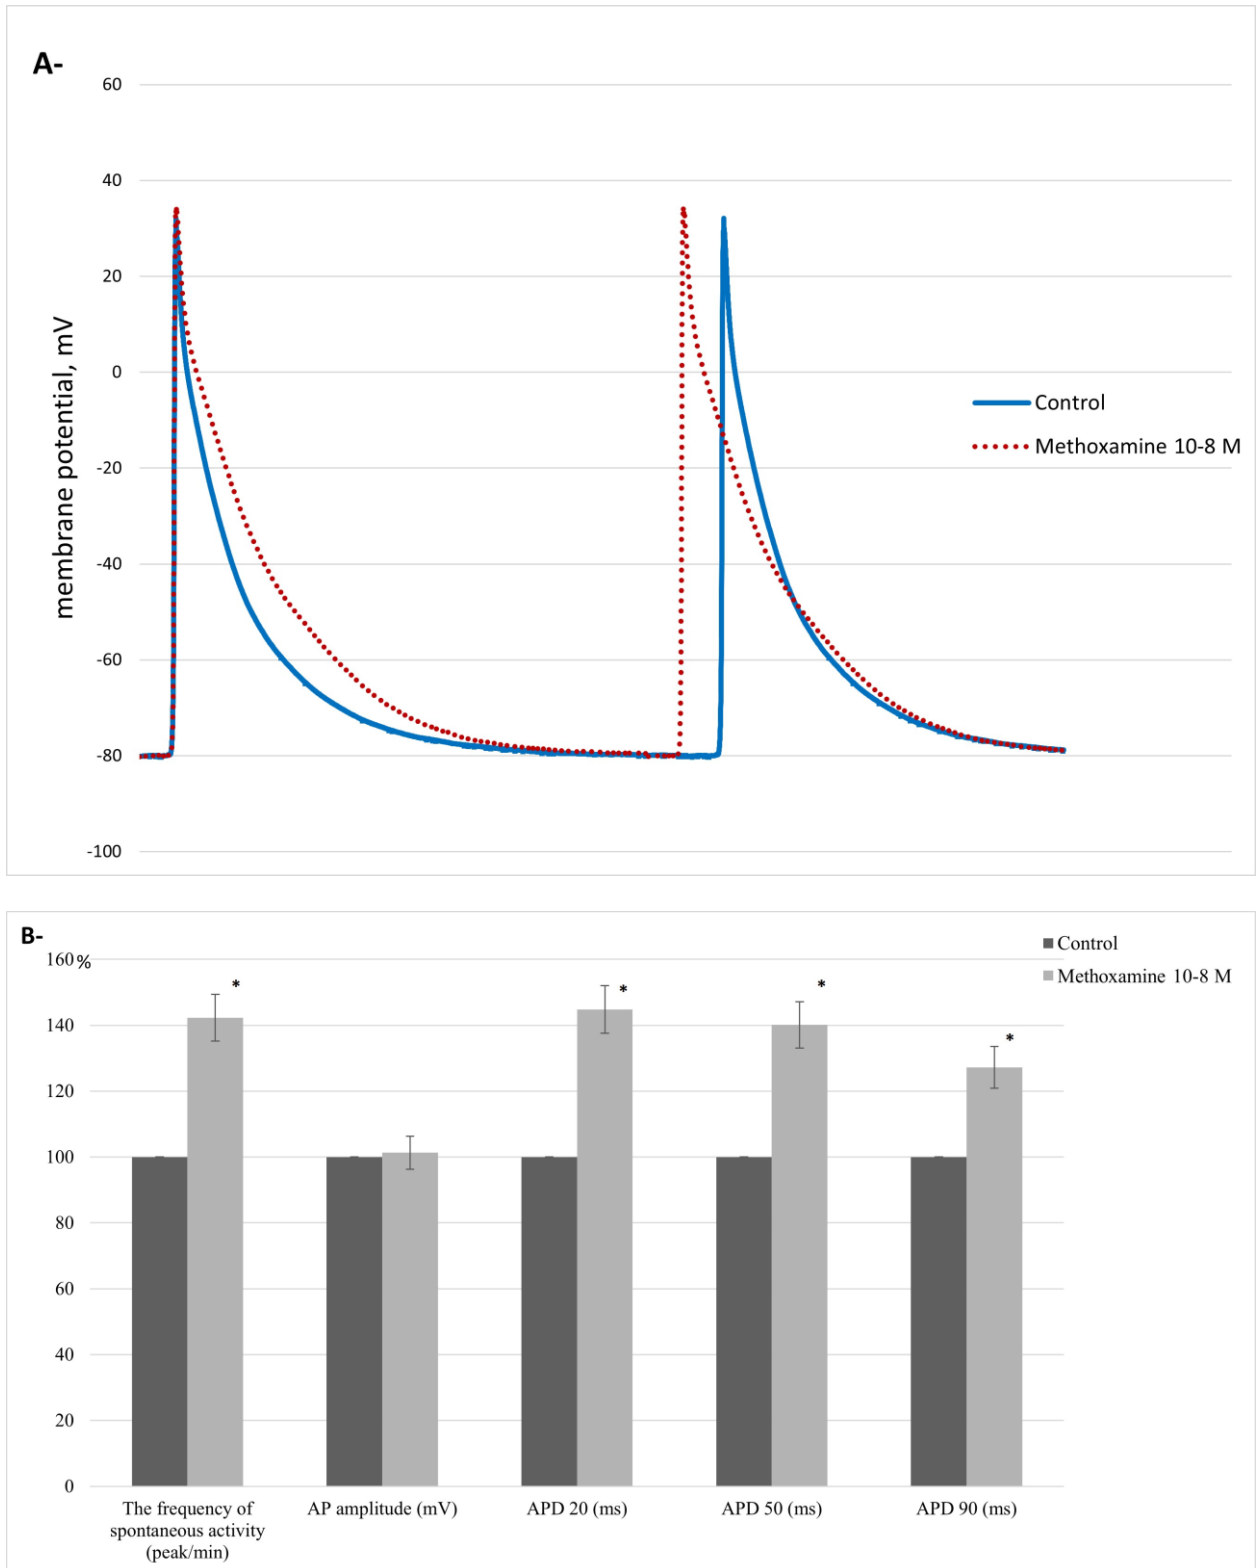 A-
60
40
20
0
-20
-40
-60
-80
-100
membrane potential, mV
Control
Methoxamine 10-8 M
B-
160 %
140
120
100
80
60
40
20
0
Control
Methoxamine 10-8 M
*
*
*
*
The frequency of
spontaneous activity
(peak/min)
AP amplitude (mV)
APD 20 (ms)
APD 50 (ms)
APD 90 (ms)